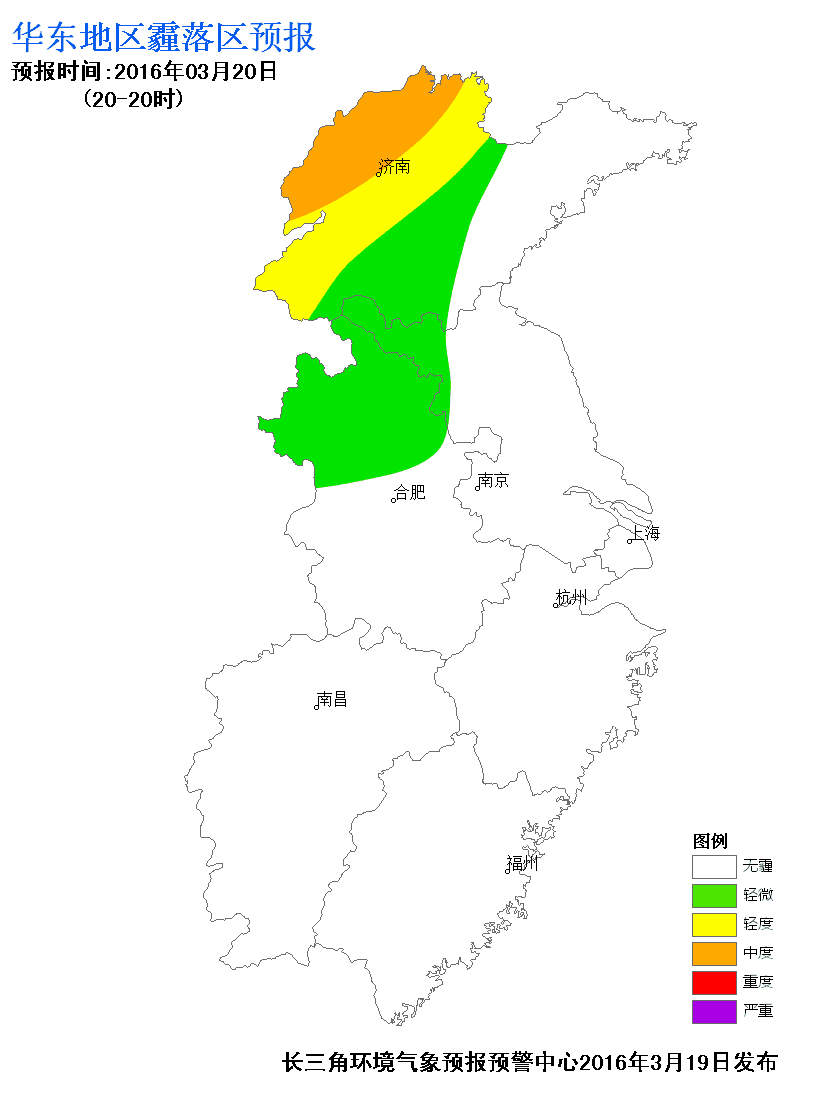 华东地区霾落区预报
预报时间:2016年03月20日
(20-20时)
济南
南京
合肥
上海
杭州
南昌
福州
图例
无霾
轻微
轻度
中度
重度
严重
长三角环境气象预报预警中心2016年3月19日发布